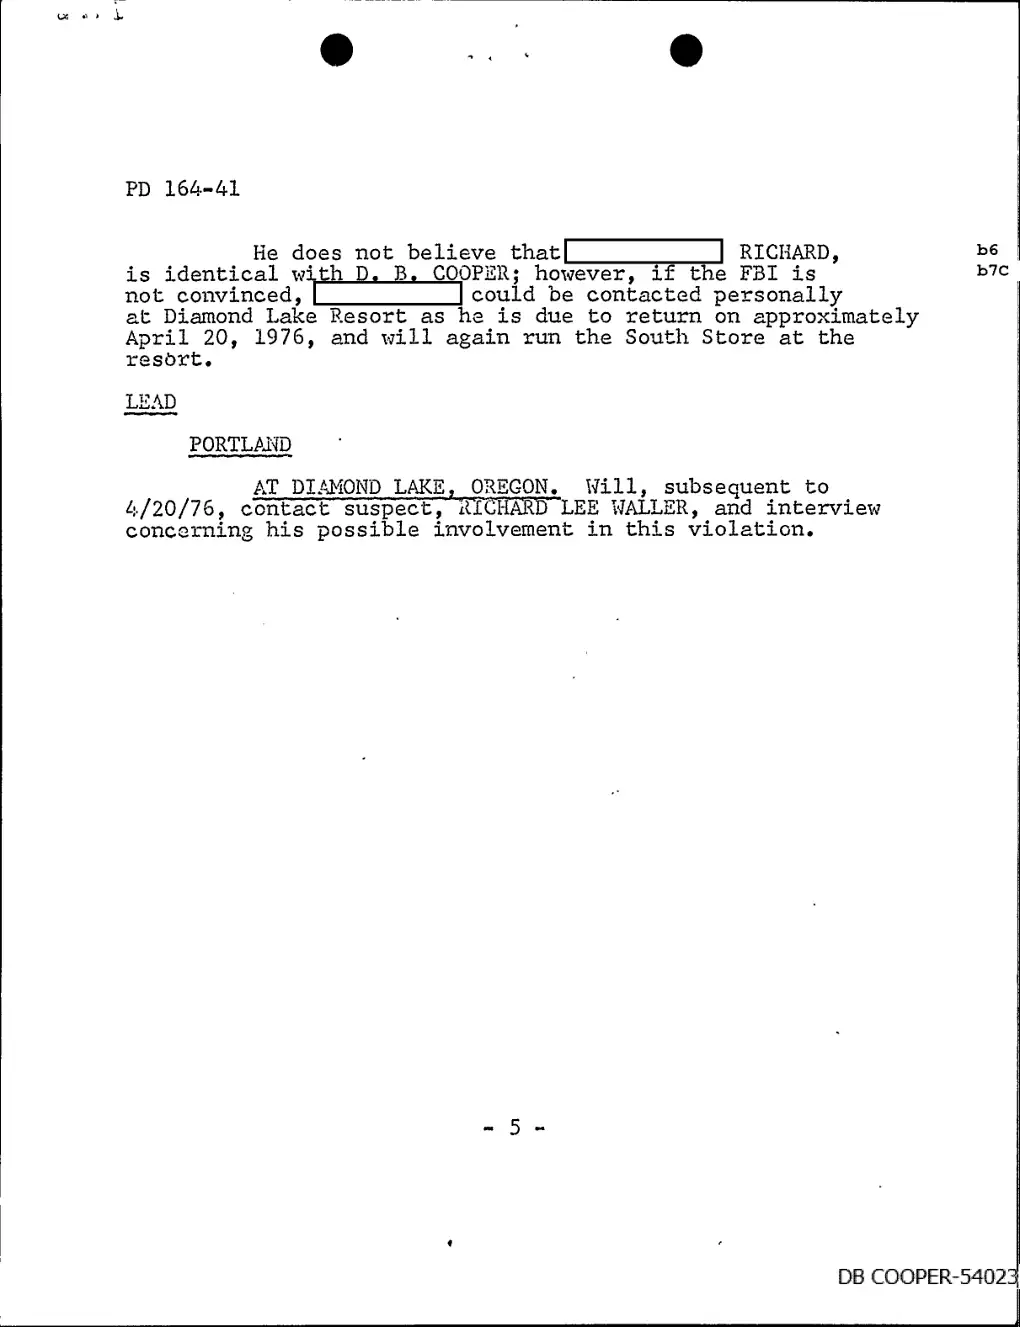 PD 164-41
He does not believe that RICHARD, b6
is identical with D. B. COOPER; however, if the FBI is b7C
not convinced, could be contacted personally
at Diamond Lake Resort as he is due to return on approximately
April 20, 1976, and will again run the South Store at the
resort.
LEAD
PORTLAND
AT DIAMOND LAKE, OREGON. Will, subsequent to
4/20/76, contact suspect, RICHARD LEE WALLER, and interview
concerning his possible involvement in this violation.
- 5 -
DB COOPER-54023